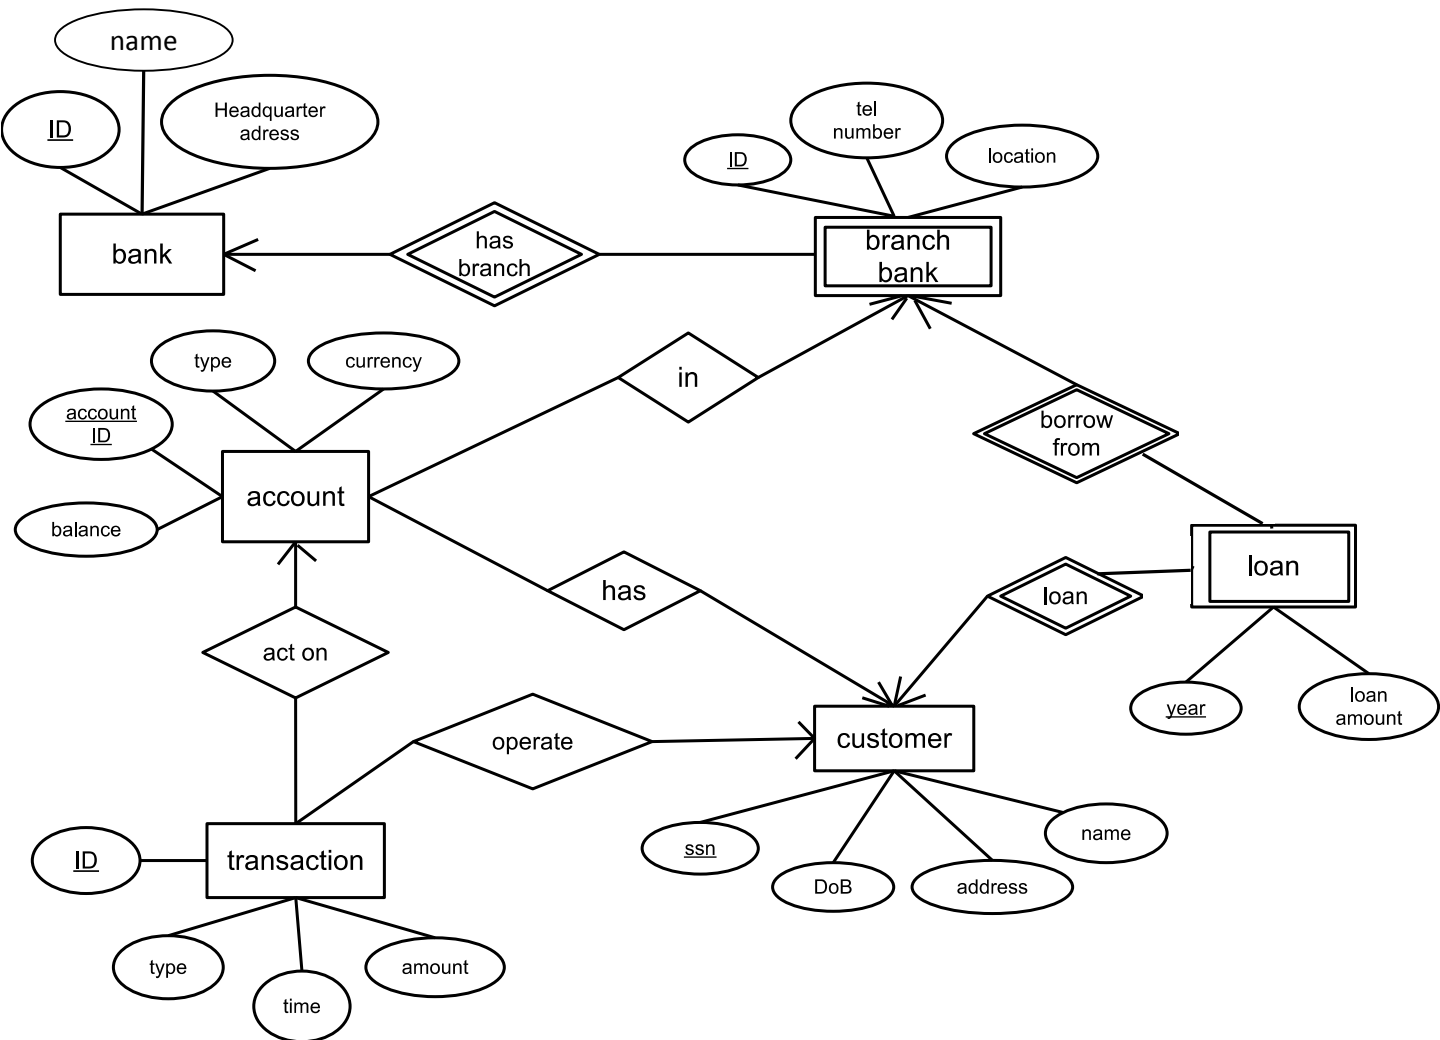 name
ID
Headquarter
adress
bank
has
branch
ID
tel
number
location
branch
bank
type
currency
account
ID
balance
account
in
borrow
from
loan
has
loan
year
loan
amount
act on
operate
customer
ssn
DoB
address
name
ID
transaction
type
time
amount